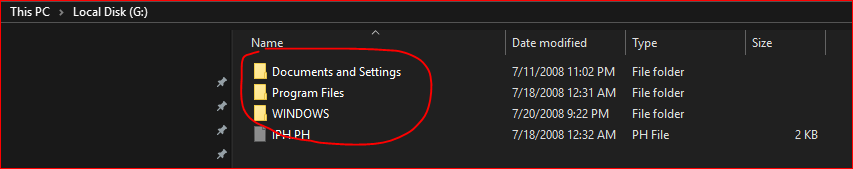 This PC > Local Disk (G:)
Name Date modified Type Size
Documents and Settings 7/11/2008 11:02 PM File folder
Program Files 7/18/2008 12:31 AM File folder
WINDOWS 7/20/2008 9:22 PM File folder
IPH.PH 7/18/2008 12:32 AM PH File 2 KB